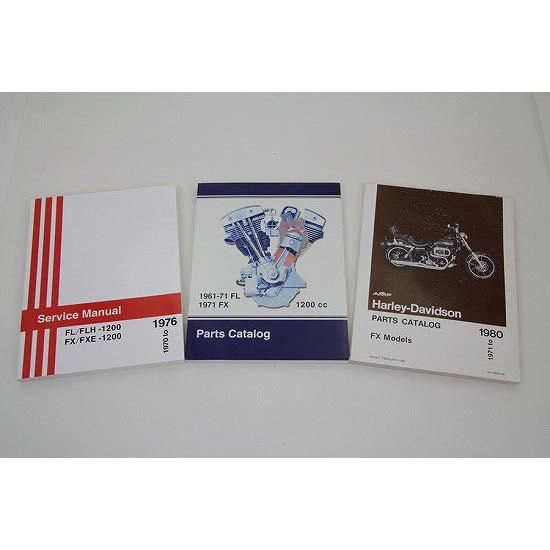 Service Manual
FL/FLH -1200
FX/FXE -1200
1970 to
1976
1961-71 FL
1971 FX
1200 cc
Parts Catalog
AMF
Harley-Davidson
PARTS CATALOG
FX Models
1971 to
1980